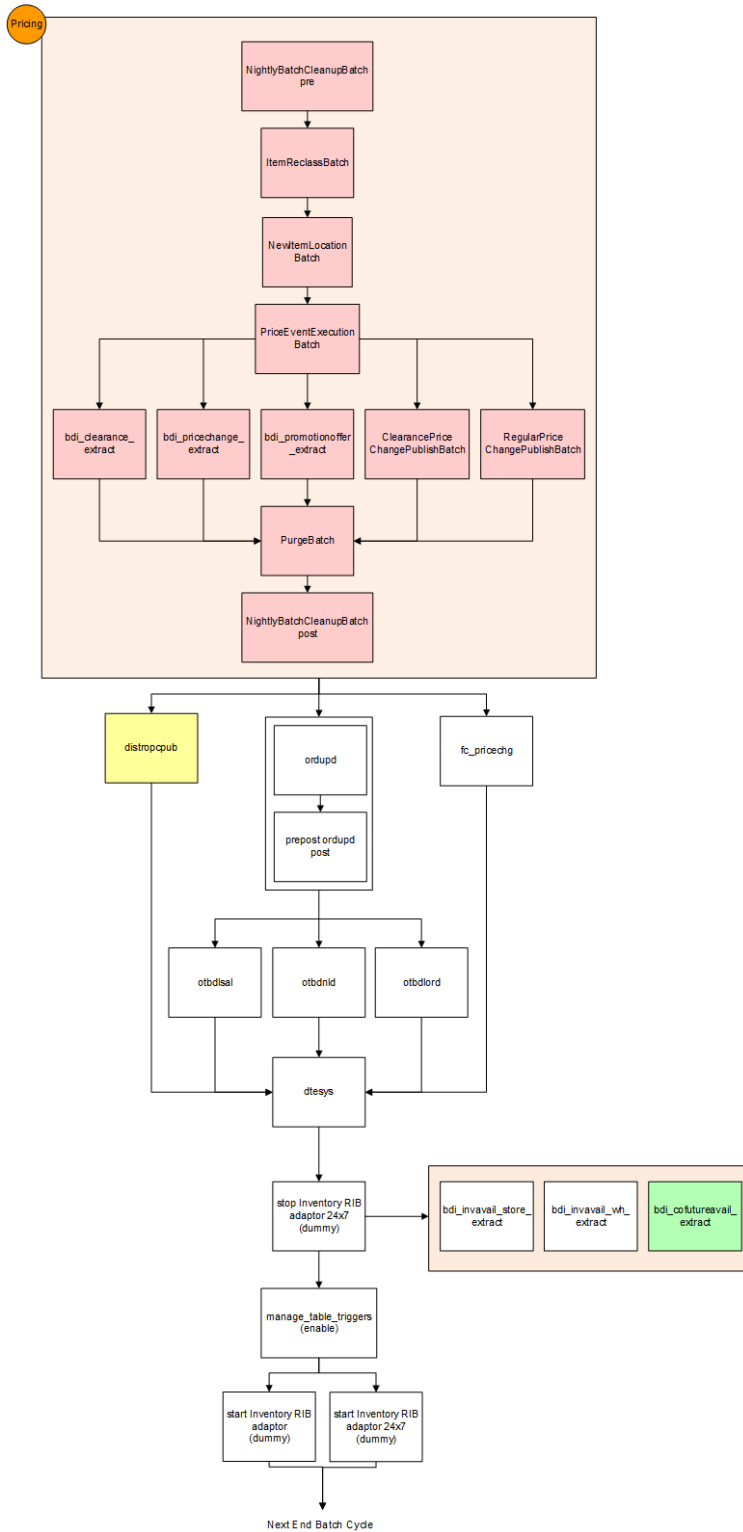 Pricing
NightlyBatchCleanupBatch
pre
ItemReclassBatch
NewItemLocation
Batch
PriceEventExecution
Batch
bdi_clearance_
extract
bdi_pricechange_
extract
bdi_promotionoffer
_extract
ClearancePrice
ChangePublishBatch
RegularPrice
ChangePublishBatch
PurgeBatch
NightlyBatchCleanupBatch
post
distropcpub
ordupd
fc_pricechg
prepost ordupd
post
otbdlsal
otbdnld
otbdlord
dtesys
stop Inventory RIB
adaptor 24x7
(dummy)
bdi_invavail_store_
extract
bdi_invavail_wh_
extract
bdi_cofutureavail_
extract
manage_table_triggers
(enable)
start Inventory RIB
adaptor
(dummy)
start Inventory RIB
adaptor 24x7
(dummy)
Next End Batch Cycle